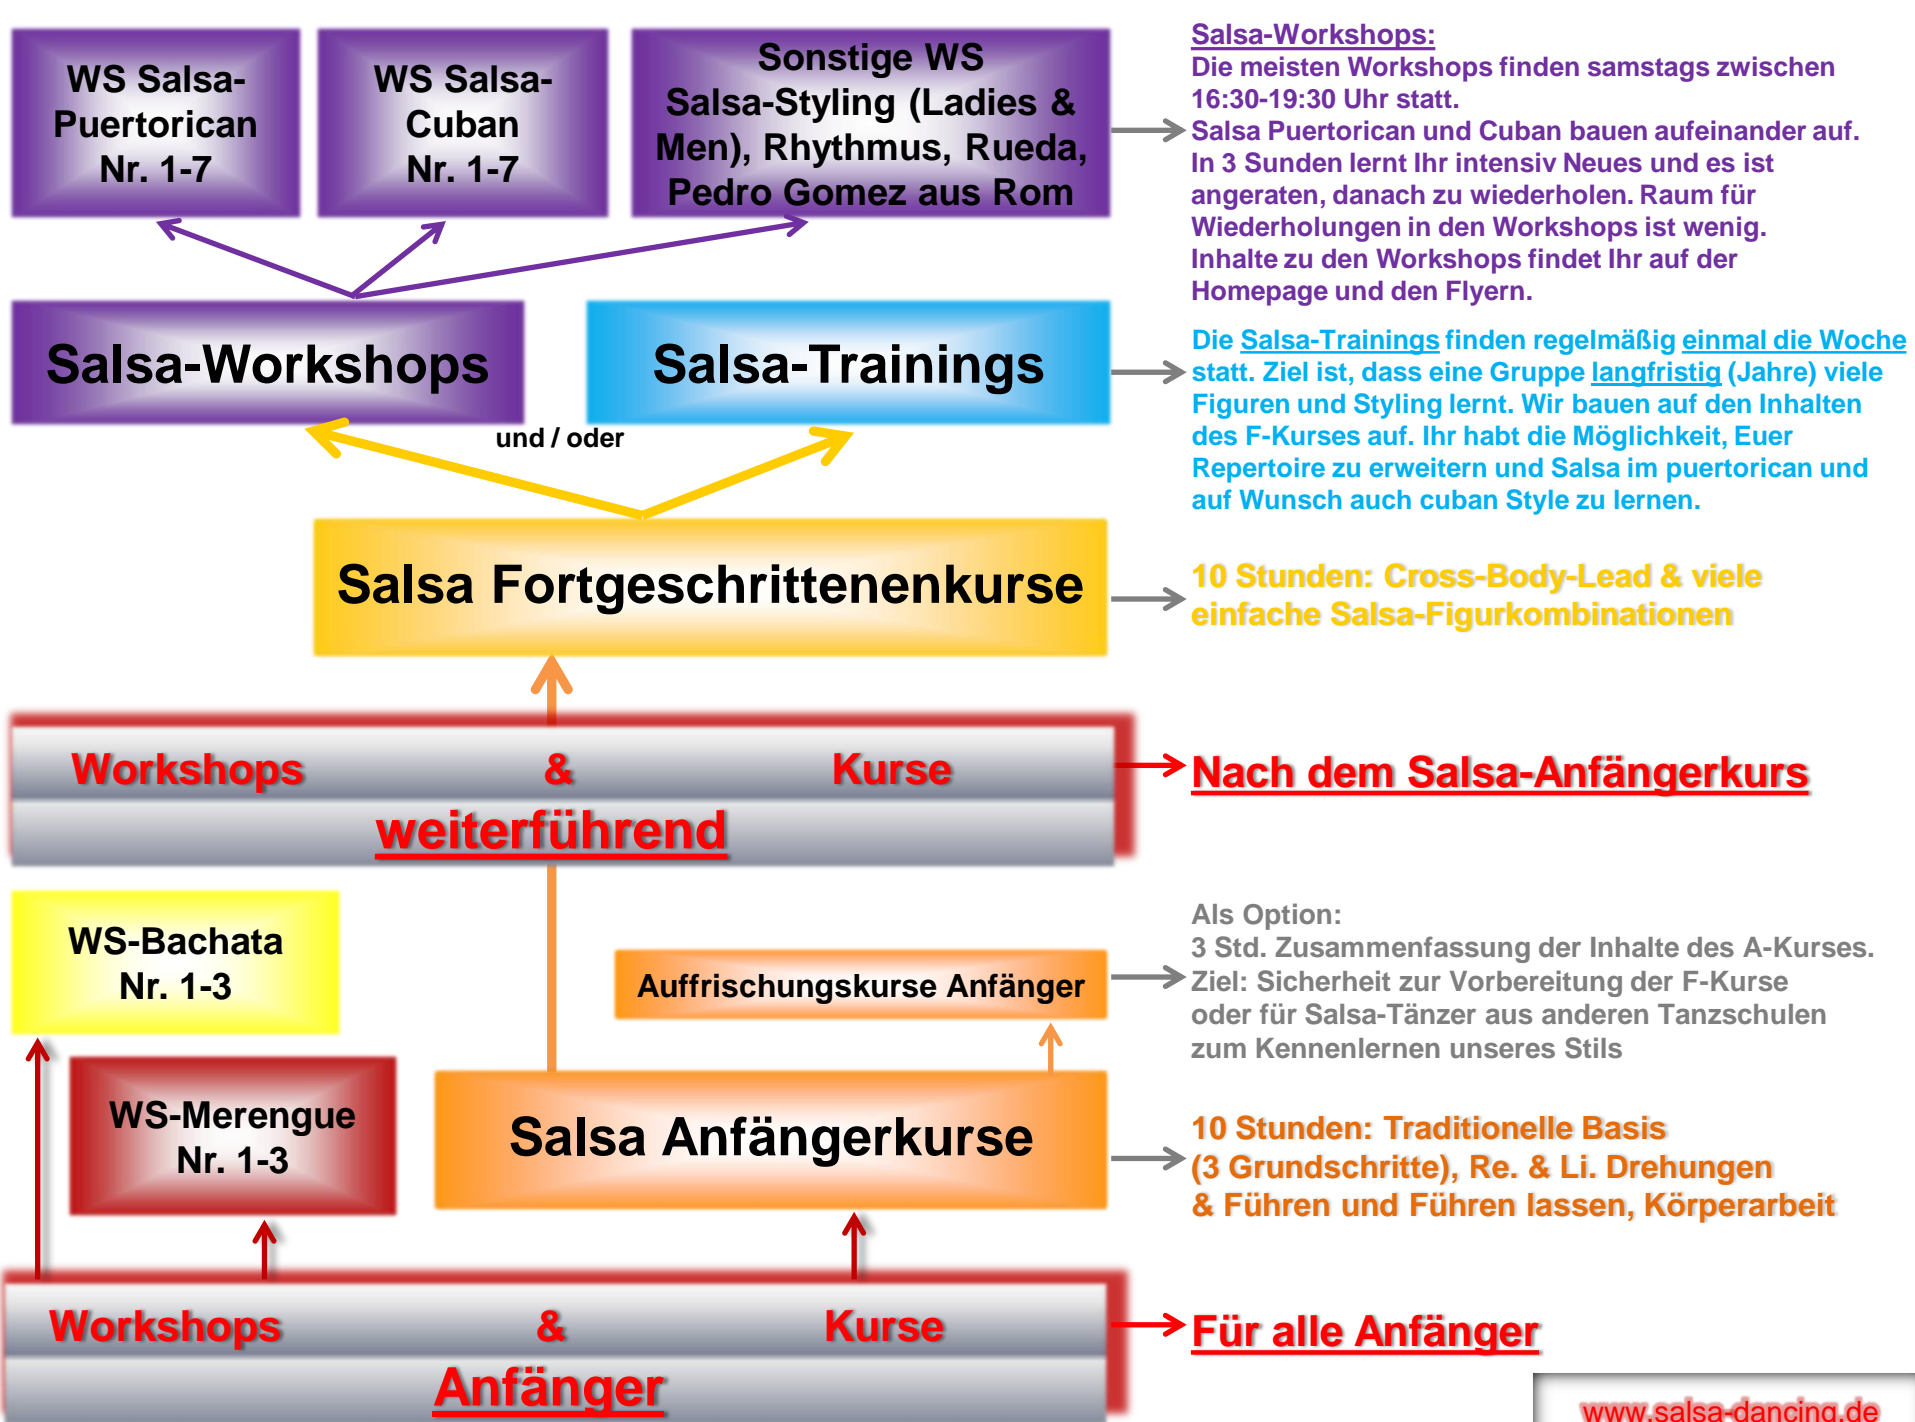 WS Salsa-
Puertorican
Nr. 1-7
WS Salsa-
Cuban
Nr. 1-7
Sonstige WS
Salsa-Styling (Ladies &
Men), Rhythmus, Rueda,
Pedro Gomez aus Rom
Salsa-Workshops:
Die meisten Workshops finden samstags zwischen
16:30-19:30 Uhr statt.
Salsa Puertorican und Cuban bauen aufeinander auf.
In 3 Sunden lernt Ihr intensiv Neues und es ist
angeraten, danach zu wiederholen. Raum für
Wiederholungen in den Workshops ist wenig.
Inhalte zu den Workshops findet Ihr auf der
Homepage und den Flyern.
Salsa-Workshops
Salsa-Trainings
und / oder
Die Salsa-Trainings finden regelmäßig einmal die Woche
statt. Ziel ist, dass eine Gruppe langfristig (Jahre) viele
Figuren und Styling lernt. Wir bauen auf den Inhalten
des F-Kurses auf. Ihr habt die Möglichkeit, Euer
Repertoire zu erweitern und Salsa im puertorican und
auf Wunsch auch cuban Style zu lernen.
Salsa Fortgeschrittenenkurse
10 Stunden: Cross-Body-Lead & viele
einfache Salsa-Figurkombinationen
Workshops & Kurse
weiterführend
Nach dem Salsa-Anfängerkurs
WS-Bachata
Nr. 1-3
Auffrischungskurse Anfänger
Als Option:
3 Std. Zusammenfassung der Inhalte des A-Kurses.
Ziel: Sicherheit zur Vorbereitung der F-Kurse
oder für Salsa-Tänzer aus anderen Tanzschulen
zum Kennenlernen unseres Stils
WS-Merengue
Nr. 1-3
Salsa Anfängerkurse
10 Stunden: Traditionelle Basis
(3 Grundschritte), Re. & Li. Drehungen
& Führen und Führen lassen, Körperarbeit
Workshops & Kurse
Anfänger
Für alle Anfänger
www.salsa-dancing.de